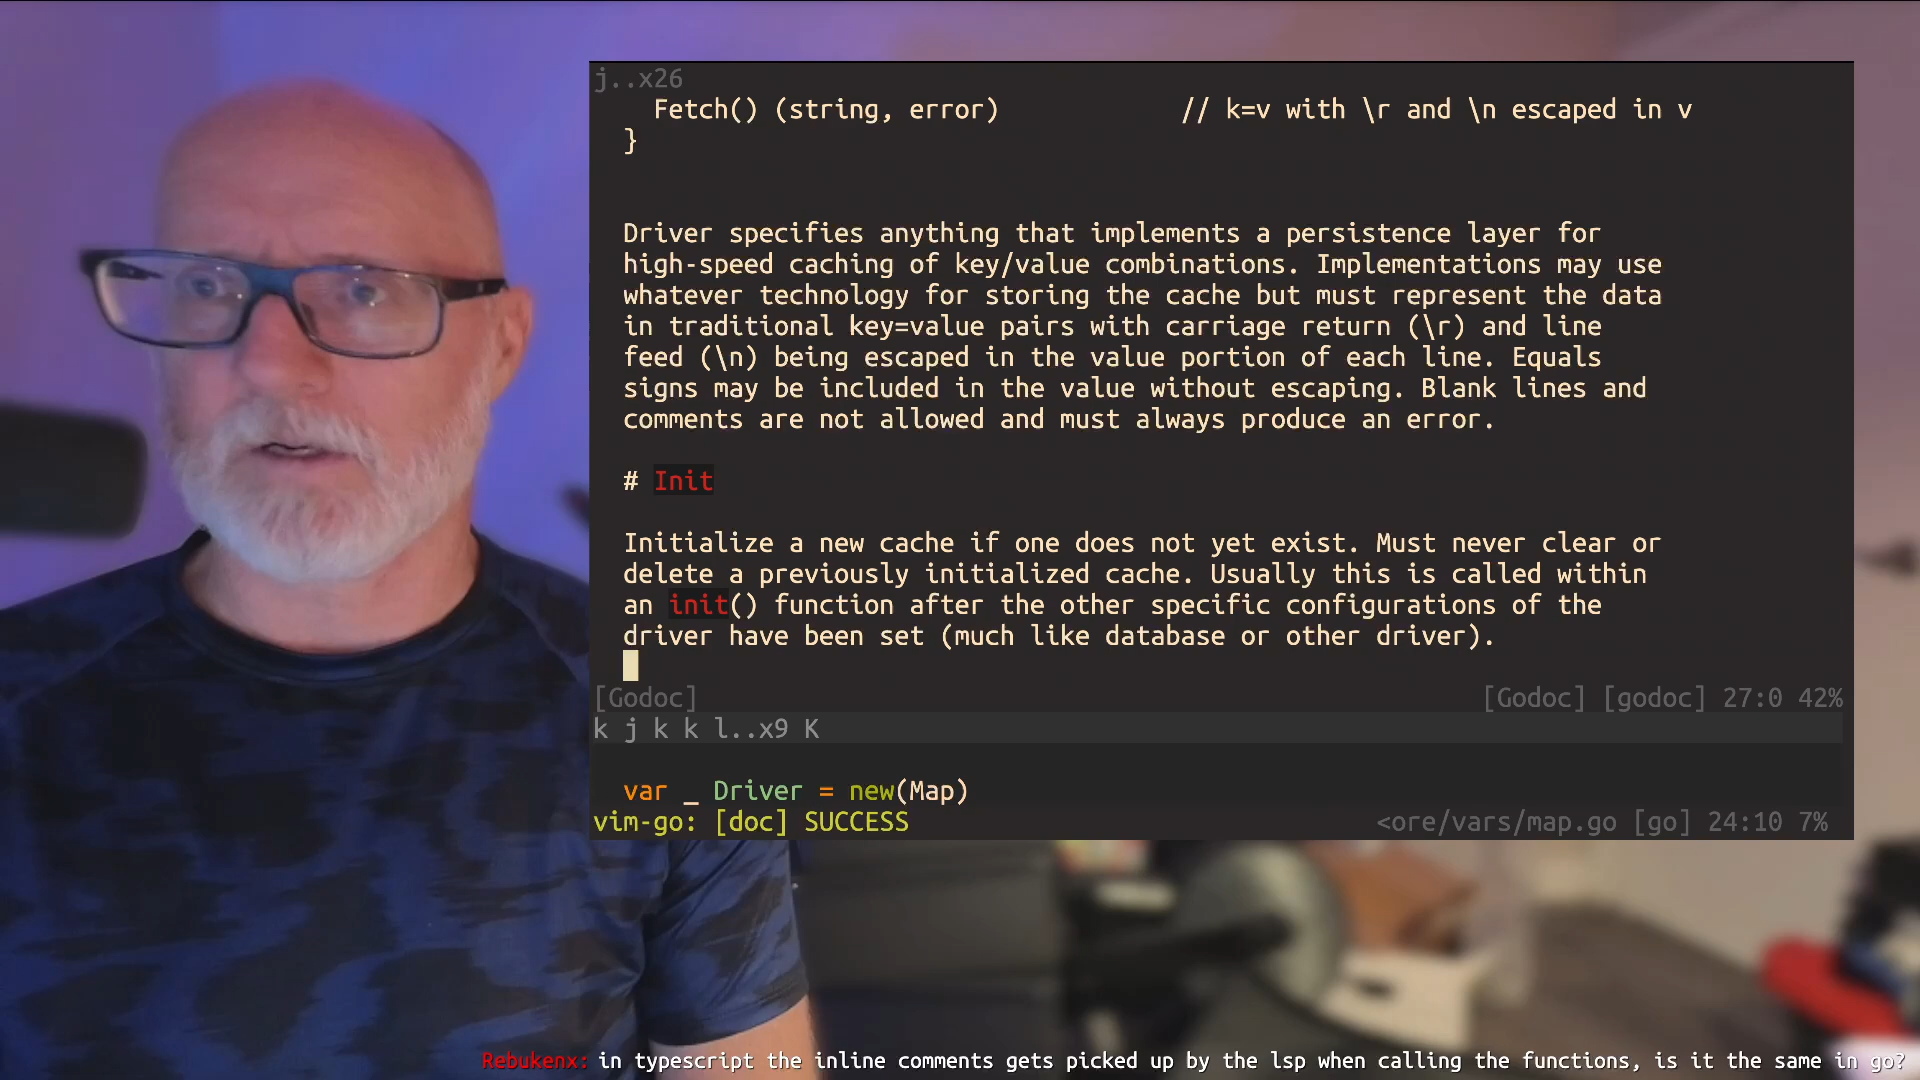 j..x26
Fetch() (string, error) // k=v with \r and \n escaped in v
}
Driver specifies anything that implements a persistence layer for
high-speed caching of key/value combinations. Implementations may use
whatever technology for storing the cache but must represent the data
in traditional key=value pairs with carriage return (\r) and line
feed (\n) being escaped in the value portion of each line. Equals
signs may be included in the value without escaping. Blank lines and
comments are not allowed and must always produce an error.
# Init
Initialize a new cache if one does not yet exist. Must never clear or
delete a previously initialized cache. Usually this is called within
an init() function after the other specific configurations of the
driver have been set (much like database or other driver).
[Godoc] [Godoc] [godoc] 27:0 42%
k j k k l..x9 K
var _ Driver = new(Map)
vim-go: [doc] SUCCESS <ore/vars/map.go [go] 24:10 7%
Rebukenx: in typescript the inline comments gets picked up by the lsp when calling the functions, is it the same in go?